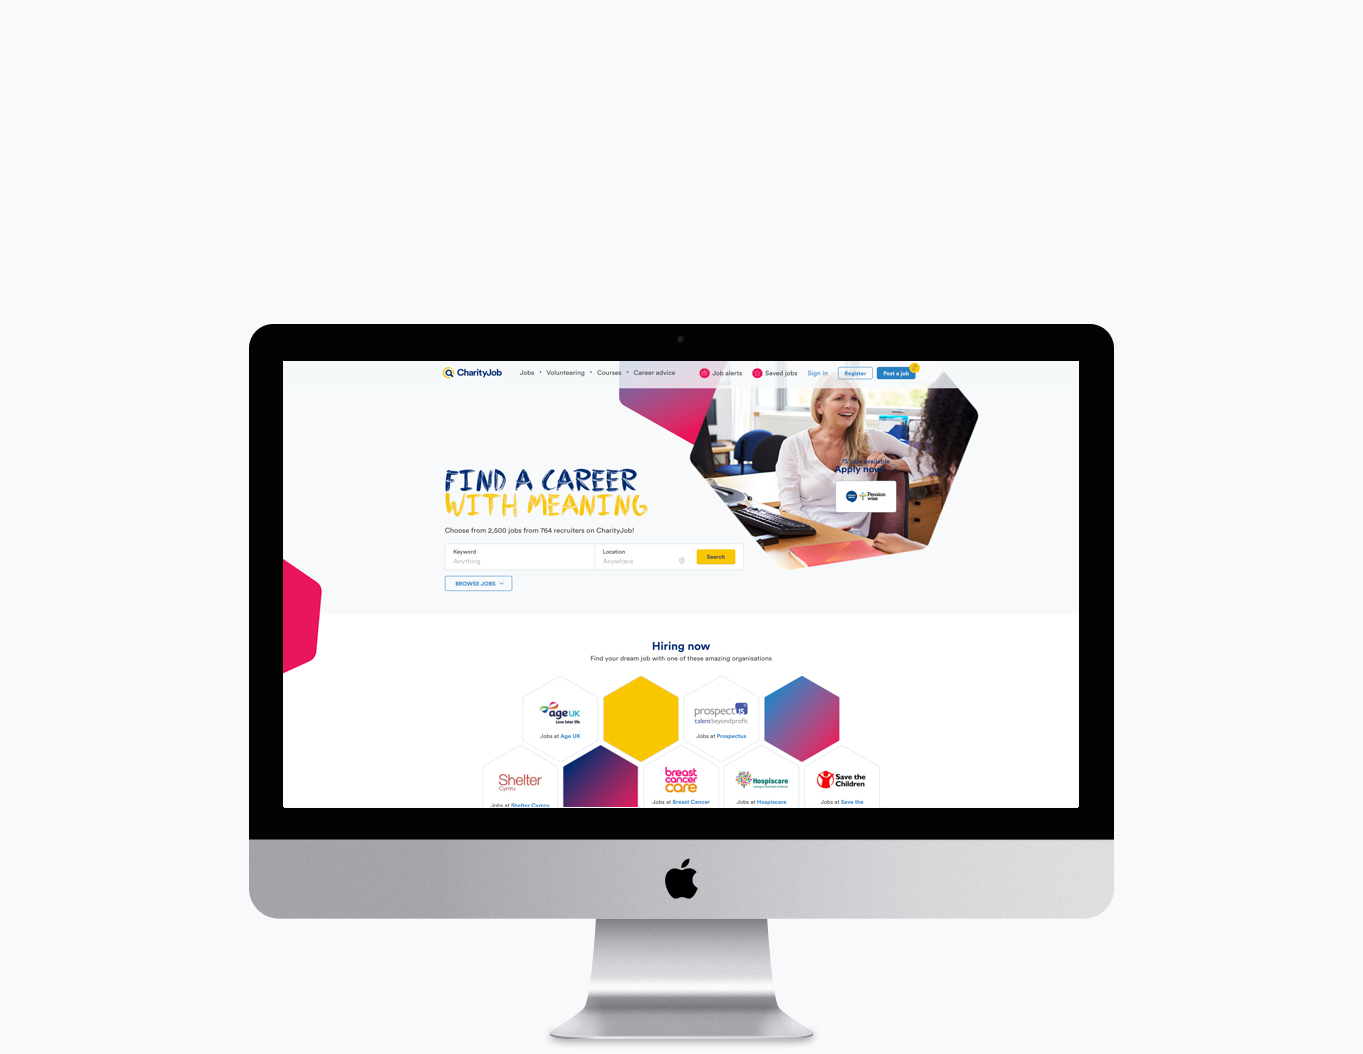 CharityJob
Jobs • Volunteering • Courses • Career advice
Job alerts
Saved jobs
Sign in
Register
Post a job
FIND A CAREER
WITH MEANING
Choose from 2,500 jobs from 764 recruiters on CharityJob!
Keyword
Anything
Location
Anywhere
Search
BROWSE JOBS
available
Apply now
Pension
wise
Hiring now
Find your dream job with one of these amazing organisations
age UK
Love later life
Jobs at Age UK
prospectus
talentbeyondprofit
Jobs at Prospectus
Shelter
Cymru
Jobs at Shelter Cymru
breast
cancer
care
Jobs at Breast Cancer
Hospiscare
Jobs at Hospiscare
Save the
Children
Jobs at Save the